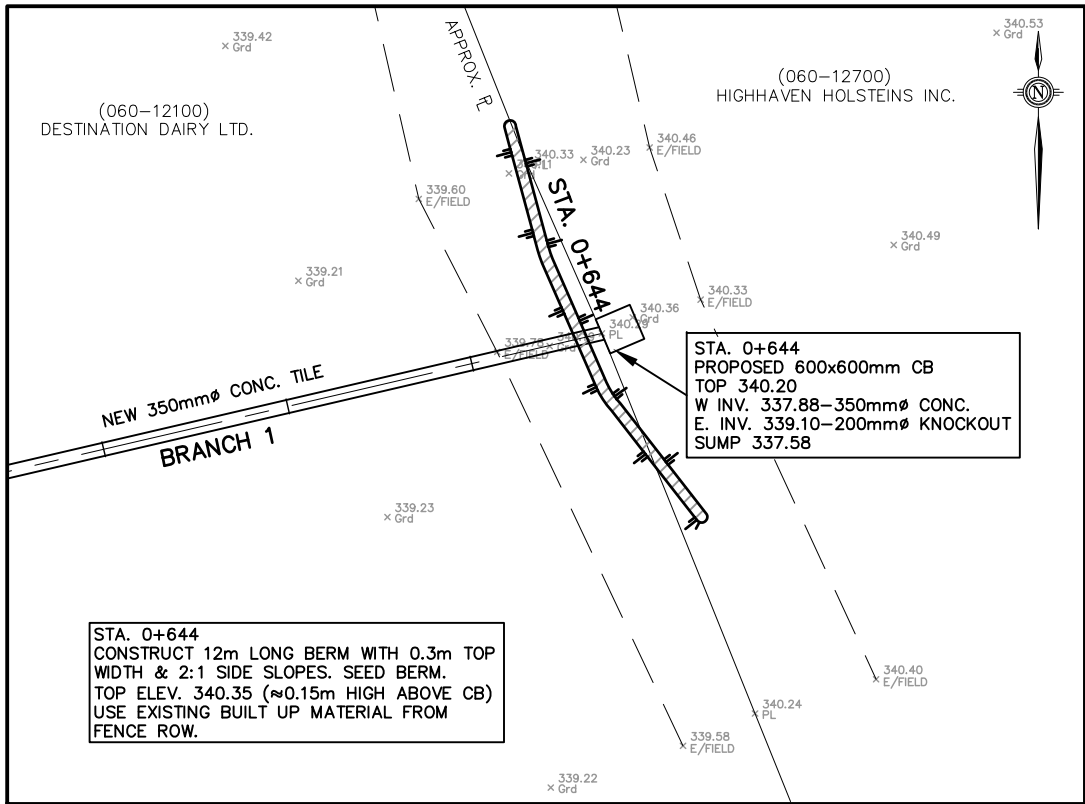 339.42
Grd
340.53
Grd
(060-12100)
DESTINATION DAIRY LTD.
APPROX. PL
(060-12700)
HIGHHAVEN HOLSTEINS INC.
N
340.46
E/FIELD
340.33
340.23
Grd
339.60
E/FIELD
STA. 0+644
340.49
Grd
339.21
Grd
340.33
E/FIELD
340.36
Grd
340.29
PL
339.78
E/FIELD
Grd
STA. 0+644
PROPOSED 600x600mm CB
TOP 340.20
W INV. 337.88-350mmø CONC.
E. INV. 339.10-200mmø KNOCKOUT
SUMP 337.58
NEW 350mmø CONC. TILE
BRANCH 1
339.23
Grd
STA. 0+644
CONSTRUCT 12m LONG BERM WITH 0.3m TOP
WIDTH & 2:1 SIDE SLOPES. SEED BERM.
TOP ELEV. 340.35 (≈0.15m HIGH ABOVE CB)
USE EXISTING BUILT UP MATERIAL FROM
FENCE ROW.
340.40
E/FIELD
340.24
PL
339.58
E/FIELD
339.22
Grd